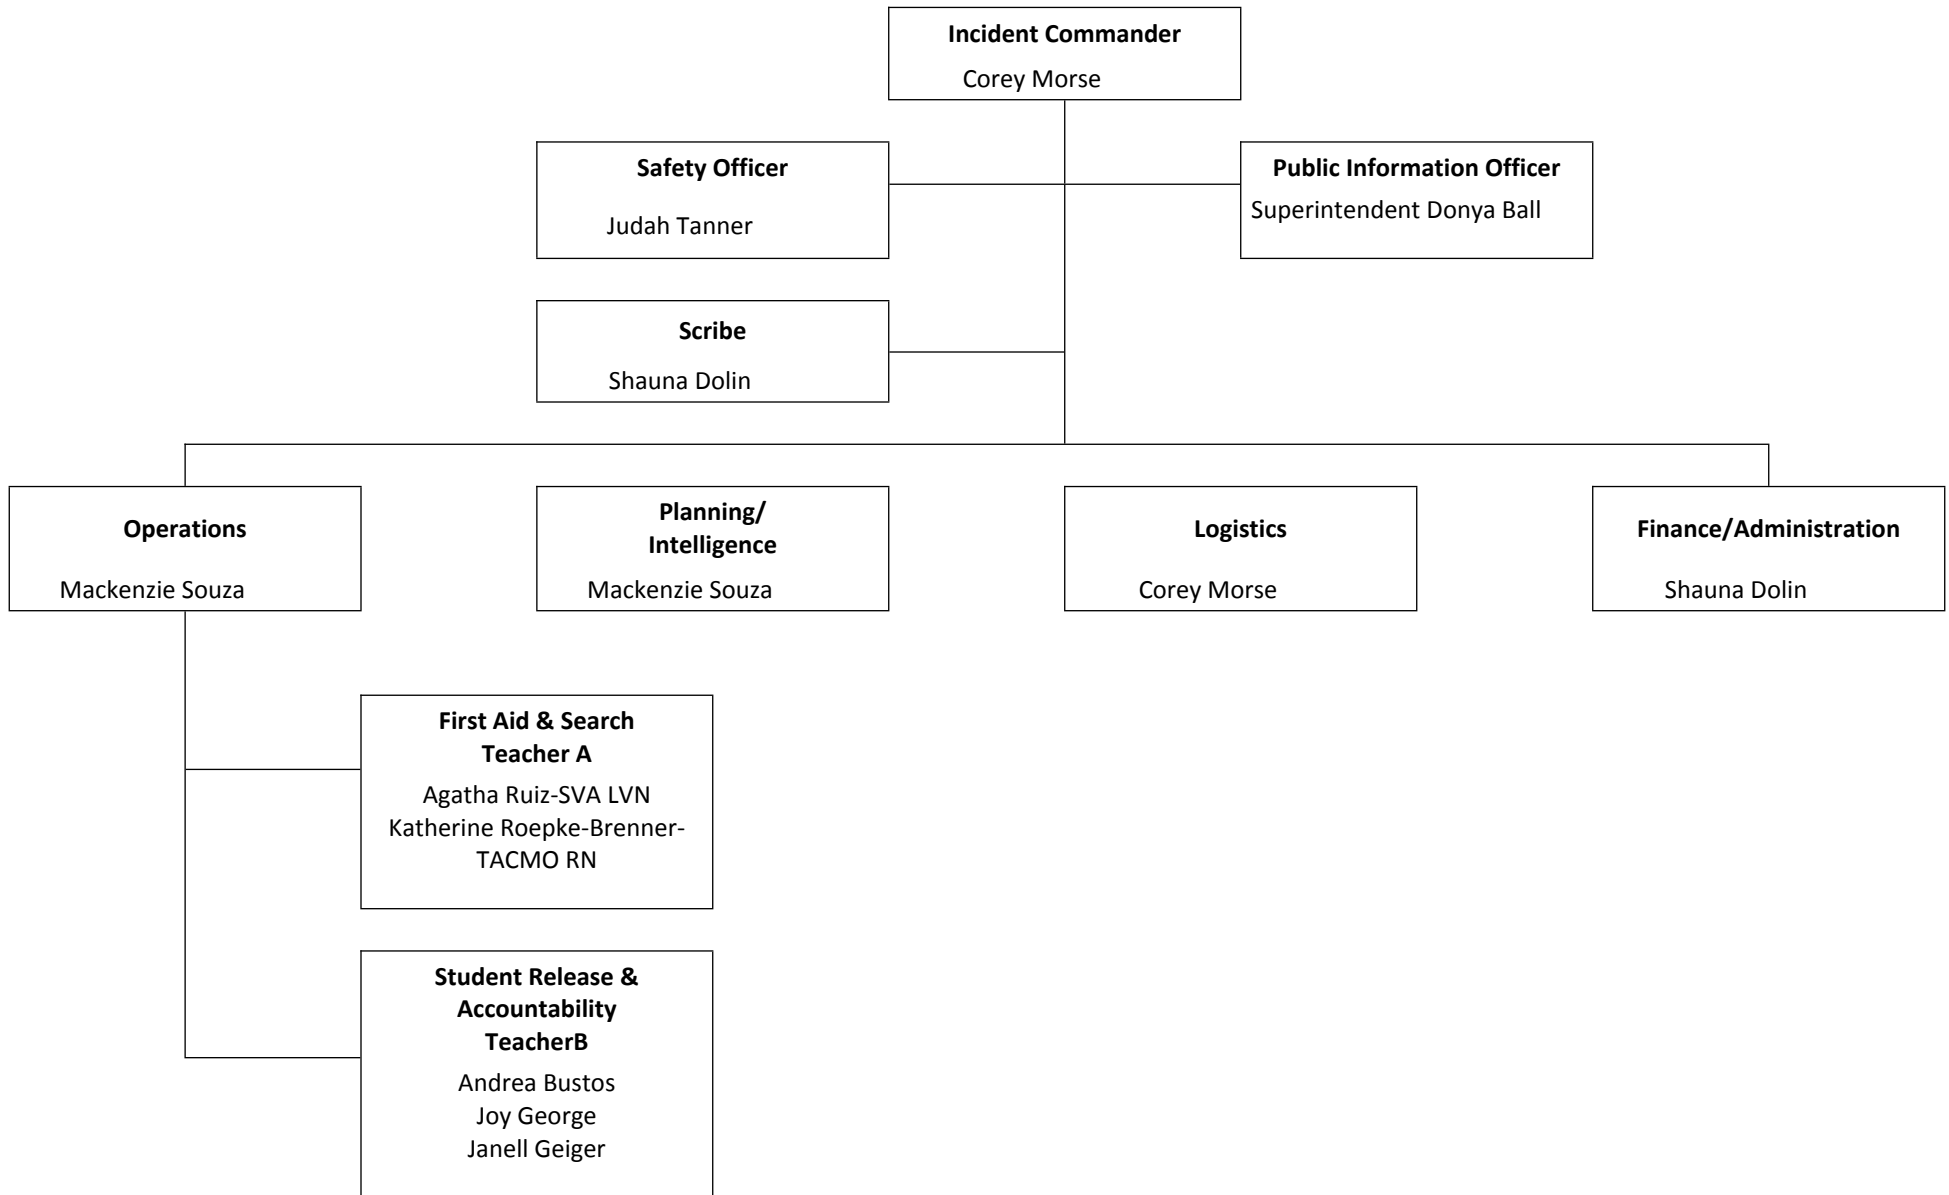 Incident Commander
Corey Morse
Safety Officer
Judah Tanner
Public Information Officer
Superintendent Donya Ball
Scribe
Shauna Dolin
Operations
Mackenzie Souza
Planning/
Intelligence
Mackenzie Souza
Logistics
Corey Morse
Finance/Administration
Shauna Dolin
First Aid & Search
Teacher A
Agatha Ruiz-SVA LVN
Katherine Roepke-Brenner-
TACMO RN
Student Release &
Accountability
TeacherB
Andrea Bustos
Joy George
Janell Geiger